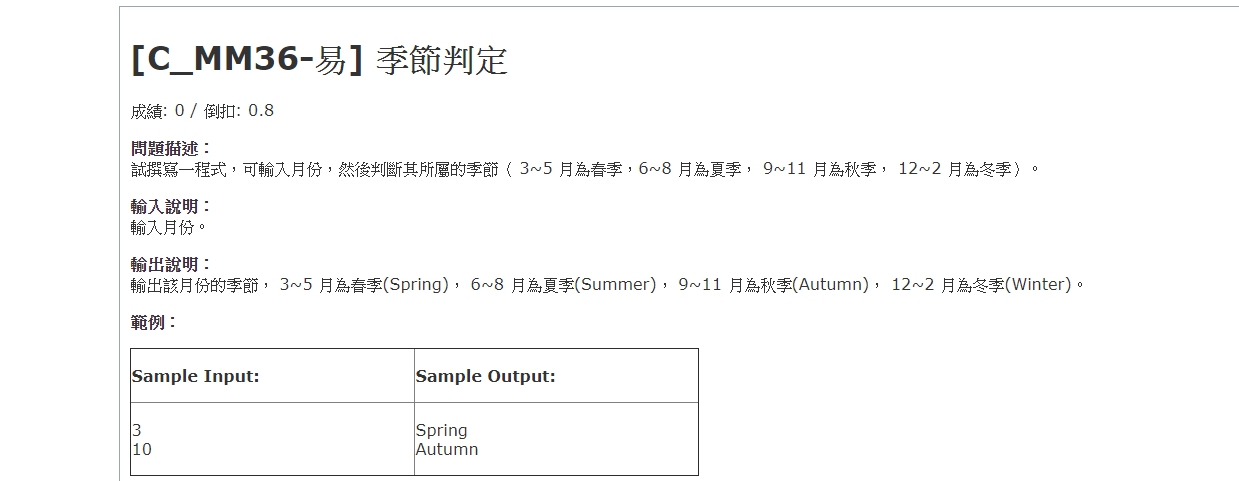 [C_MM36-易] 季節判定
成績: 0 / 倒扣: 0.8
問題描述：
試撰寫一程式，可輸入月份，然後判斷其所屬的季節（ 3~5 月為春季，6~8 月為夏季， 9~11 月為秋季， 12~2 月為冬季）。
輸入說明：
輸入月份。
輸出說明：
輸出該月份的季節， 3~5 月為春季(Spring)， 6~8 月為夏季(Summer)， 9~11 月為秋季(Autumn)， 12~2 月為冬季(Winter)。
範例：
Sample Input: Sample Output:
3 Spring
10 Autumn